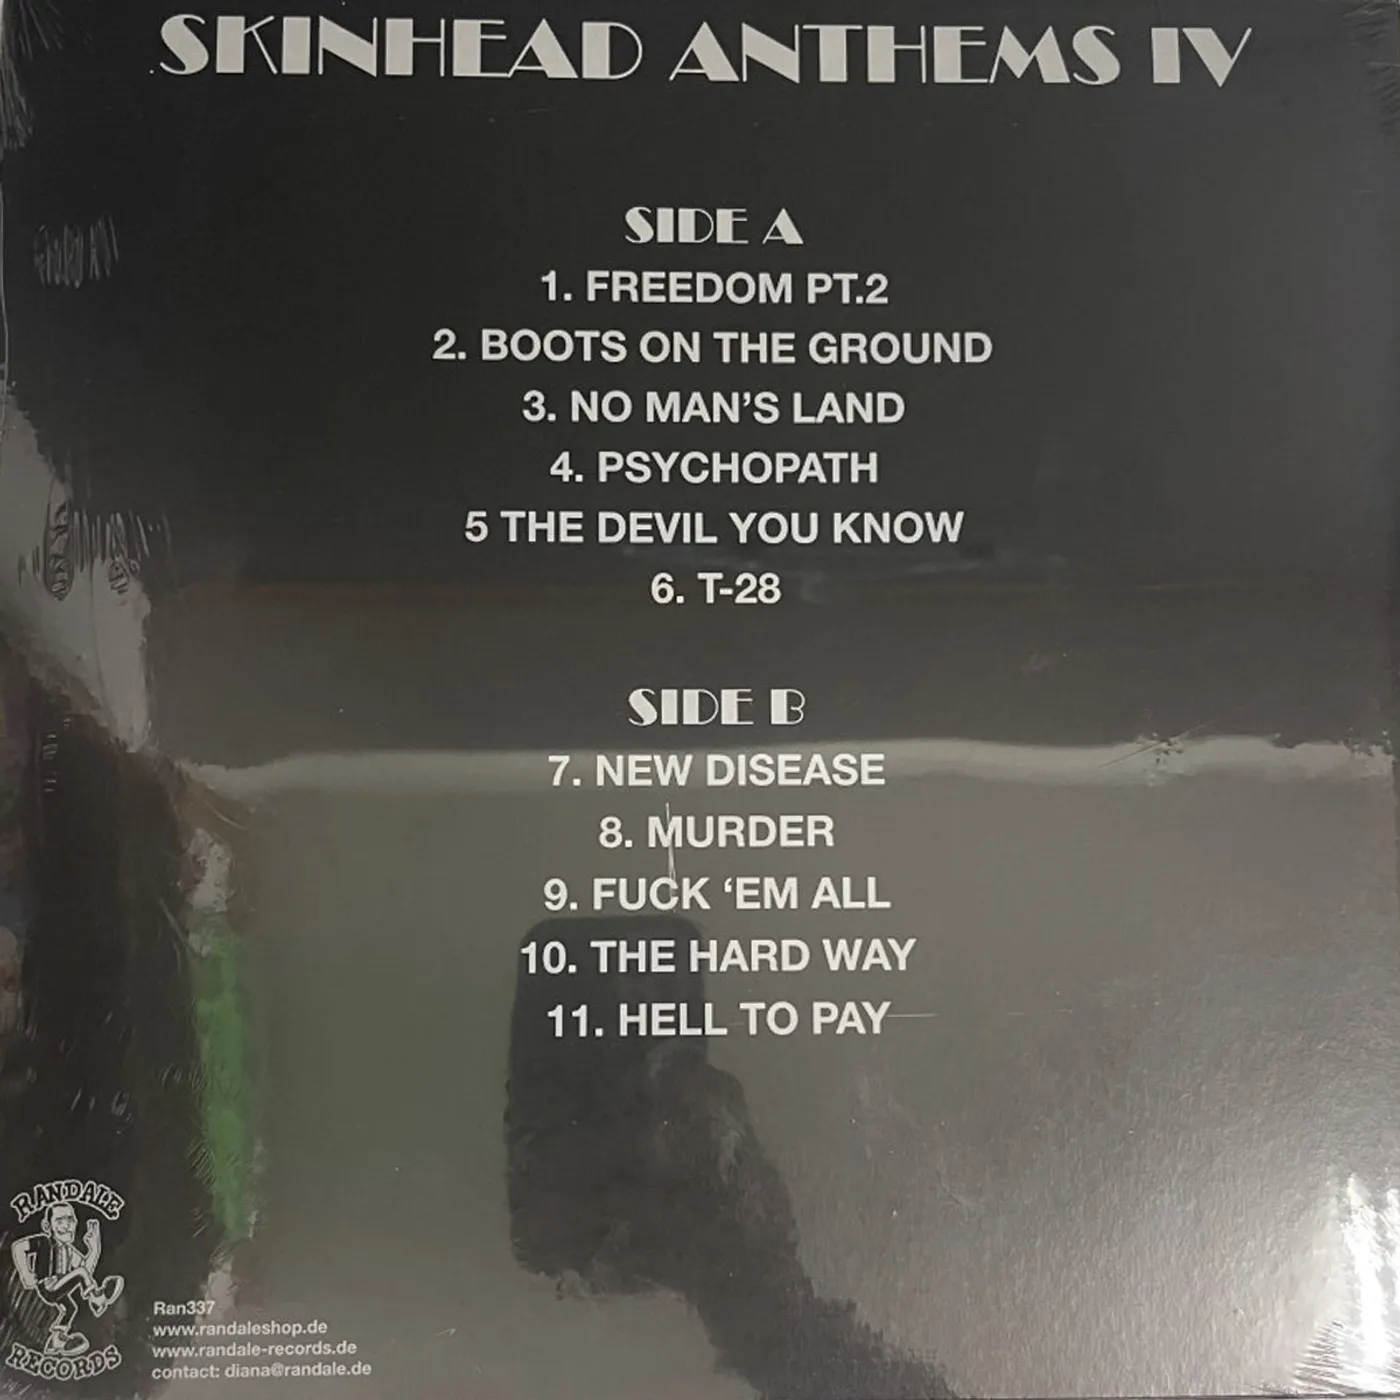 SKINHEAD ANTHEMS IV
SIDE A
1. FREEDOM PT.2
2. BOOTS ON THE GROUND
3. NO MAN'S LAND
4. PSYCHOPATH
5 THE DEVIL YOU KNOW
6. T-28
SIDE B
7. NEW DISEASE
8. MURDER
9. FUCK ‘EM ALL
10. THE HARD WAY
11. HELL TO PAY
RANDALE
RECORDS
Ran337
www.randaleshop.de
www.randale-records.de
contact: diana@randale.de